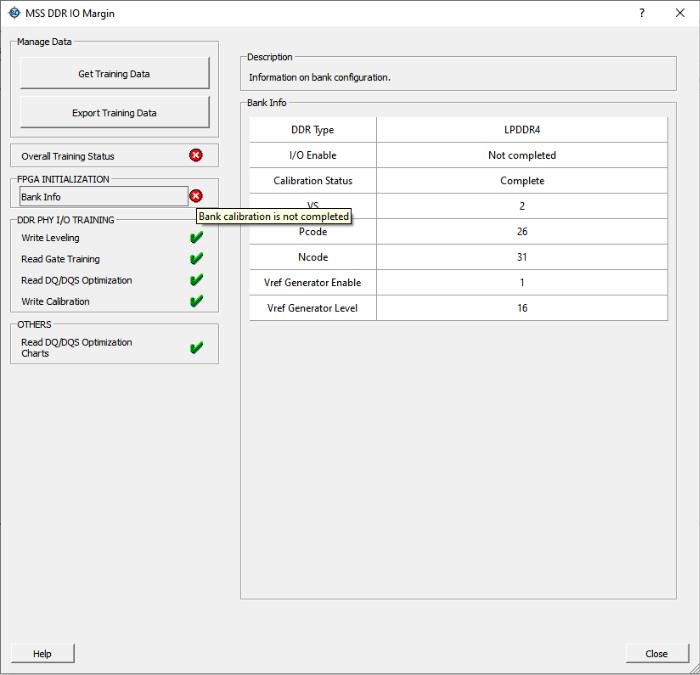 MSS DDR IO Margin
?
Manage Data
Get Training Data
Export Training Data
Overall Training Status
FPGA INITIALIZATION
Bank Info
Bank calibration is not completed
DDR PHY I/O TRAINING
Write Leveling
Read Gate Training
Read DQ/DQS Optimization
Write Calibration
OTHERS
Read DQ/DQS Optimization
Charts
Description
Information on bank configuration.
Bank Info
DDR Type LPDDR4
I/O Enable Not completed
Calibration Status Complete
VS 2
Pcode 26
Ncode 31
Vref Generator Enable 1
Vref Generator Level 16
Help
Close